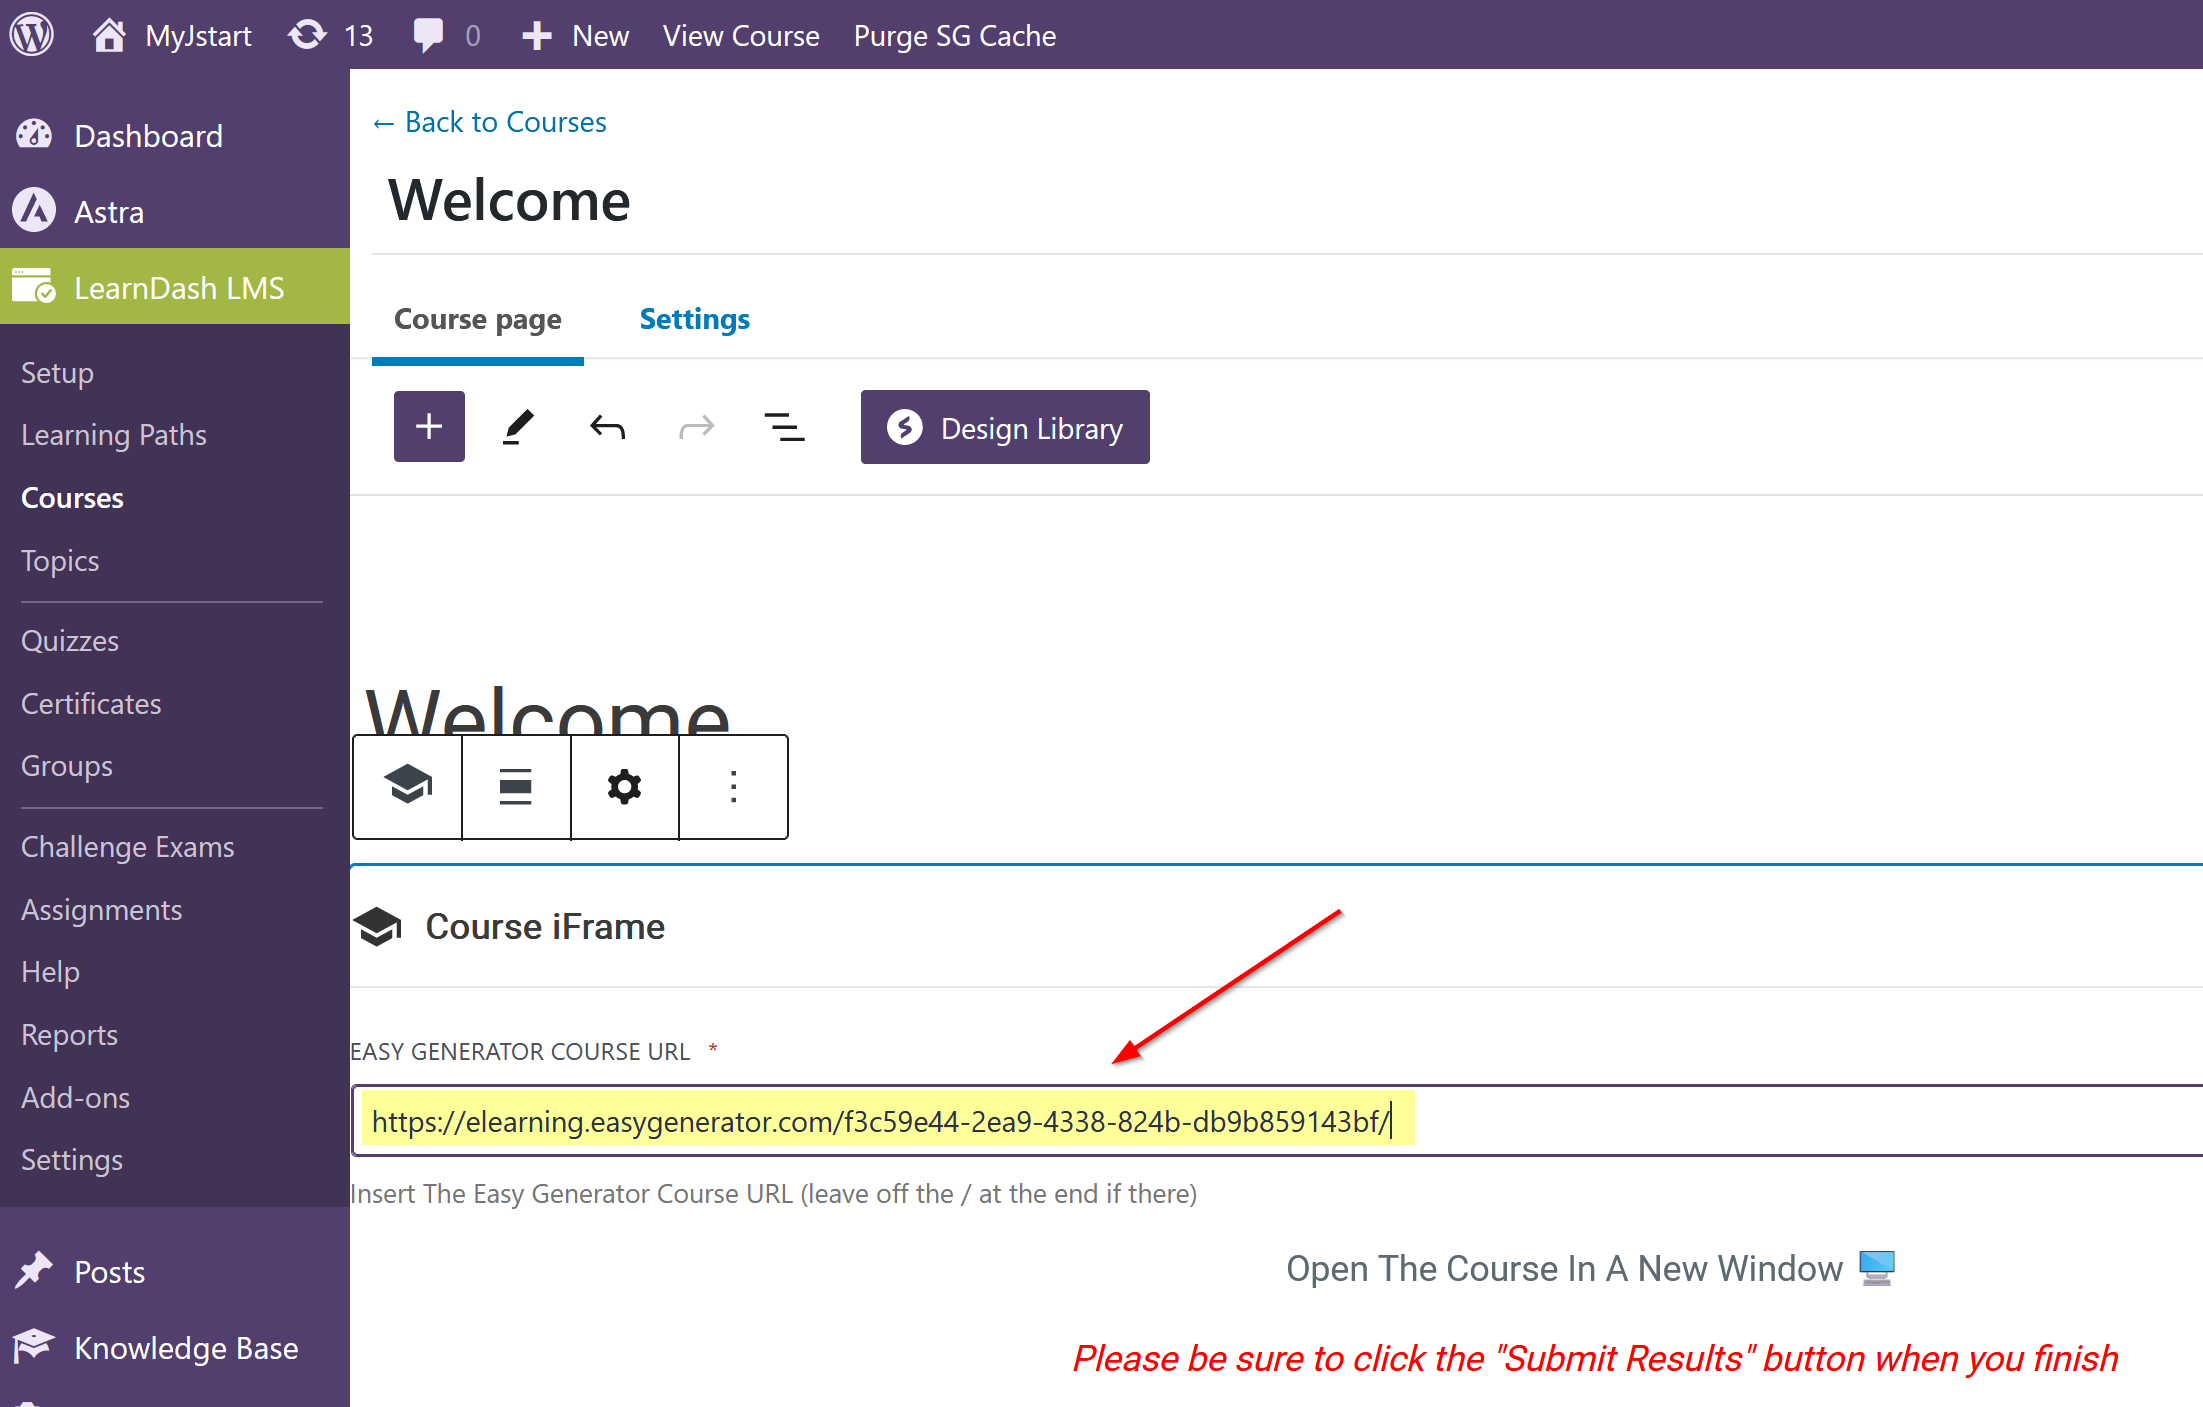 MyJstart 13 0 New View Course Purge SG Cache
Dashboard
Astra
LearnDash LMS
Setup
Learning Paths
Courses
Topics
Quizzes
Certificates
Groups
Challenge Exams
Assignments
Help
Reports
Add-ons
Settings
Posts
Knowledge Base
← Back to Courses
Welcome
Course page Settings
Design Library
Welcome
Course iFrame
EASY GENERATOR COURSE URL *
https://elearning.easygenerator.com/f3c59e44-2ea9-4338-824b-db9b859143bf/
Insert The Easy Generator Course URL (leave off the / at the end if there)
Open The Course In A New Window
Please be sure to click the "Submit Results" button when you finish